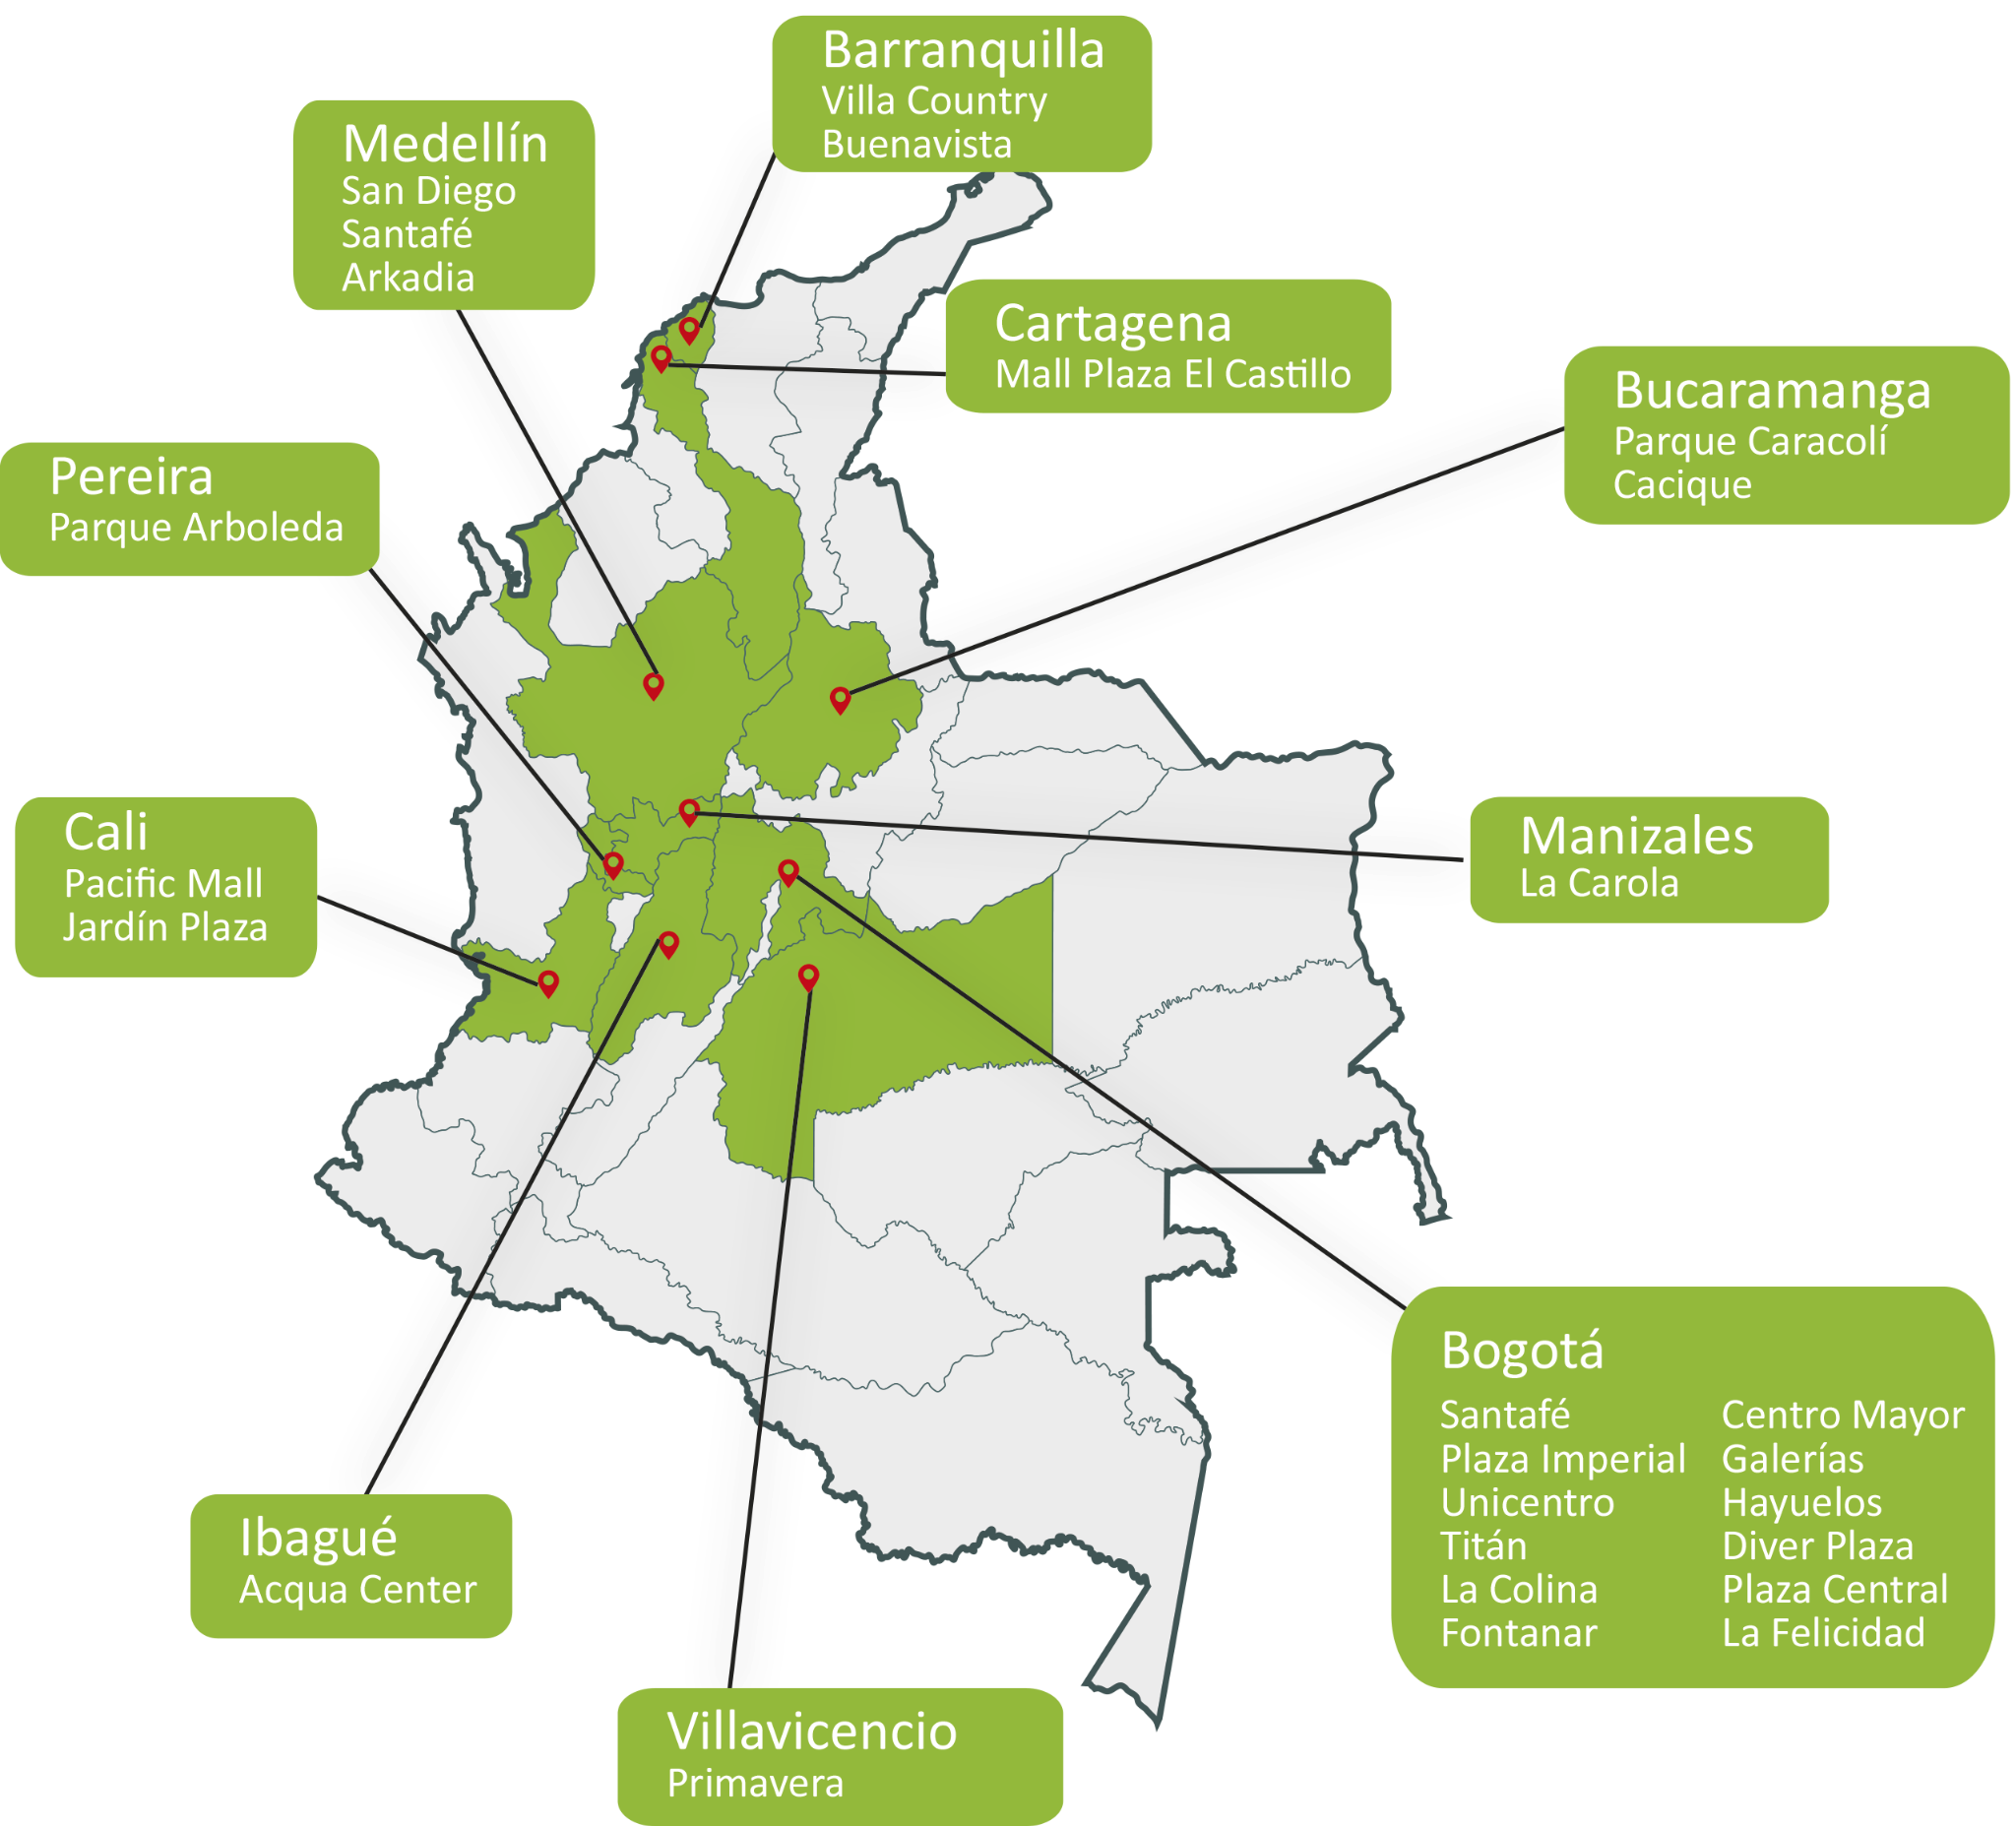 Barranquilla
Villa Country
Buenavista
Medellín
San Diego
Santafé
Arkadia
Cartagena
Mall Plaza El Castillo
Bucaramanga
Parque Caracolí
Cacique
Pereira
Parque Arboleda
Cali
Pacific Mall
Jardín Plaza
Manizales
La Carola
Bogotá
Santafé
Plaza Imperial
Unicentro
Titán
La Colina
Fontanar
Centro Mayor
Galerías
Hayuelos
Diver Plaza
Plaza Central
La Felicidad
Ibagué
Acqua Center
Villavicencio
Primavera